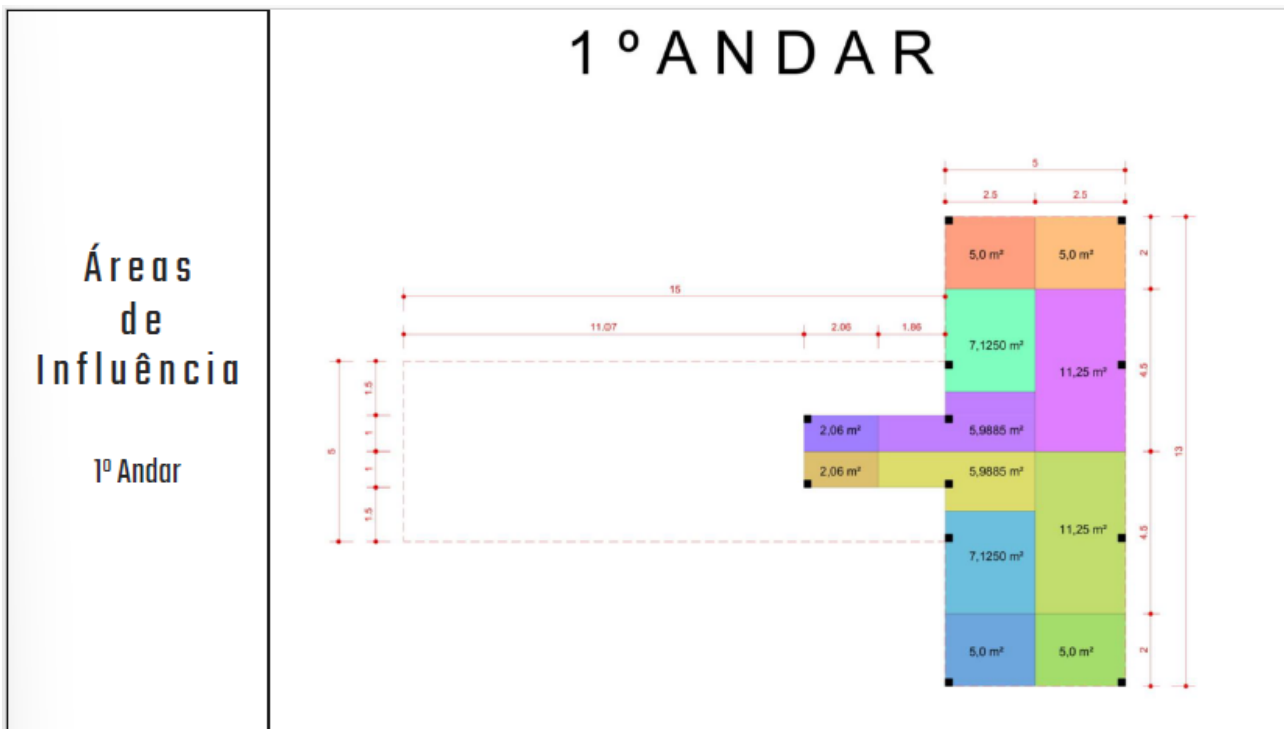 1 º A N D A R
Áreas
de
Influência
1º Andar
5
2.5 2.5
5,0 m² 5,0 m²
2
15
11.07 2.06 1.86
7,1250 m²
11,25 m²
4.5
1.5
1
1
1.5
5
2,06 m² 5,9885 m²
2,06 m² 5,9885 m²
13
11,25 m²
4.5
7,1250 m²
5,0 m² 5,0 m²
2